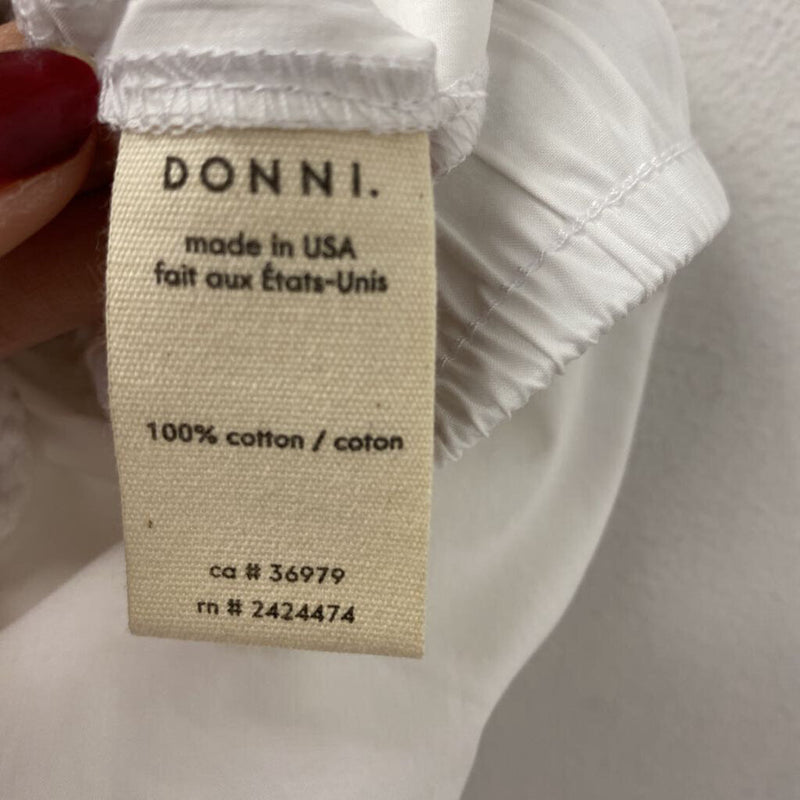 DONNI.
made in USA
fait aux États-Unis
100% cotton / coton
ca # 36979
rn # 2424474